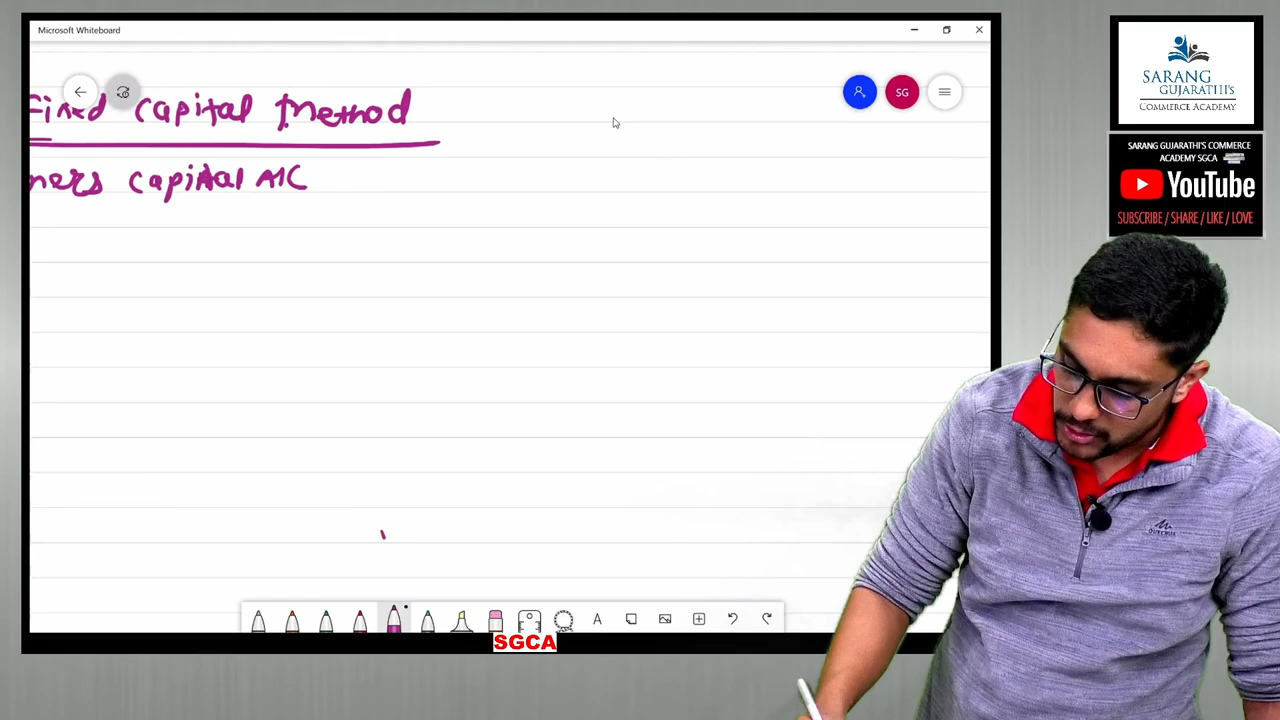 Microsoft Whiteboard
Fixed Capital Method
ners capital A/C
SG
A
SGCA
SARANG
GUJARATHI'S
COMMERCE ACADEMY
SARANG GUJARATHI'S COMMERCE
ACADEMY SGCA
YouTube
SUBSCRIBE / SHARE / LIKE / LOVE